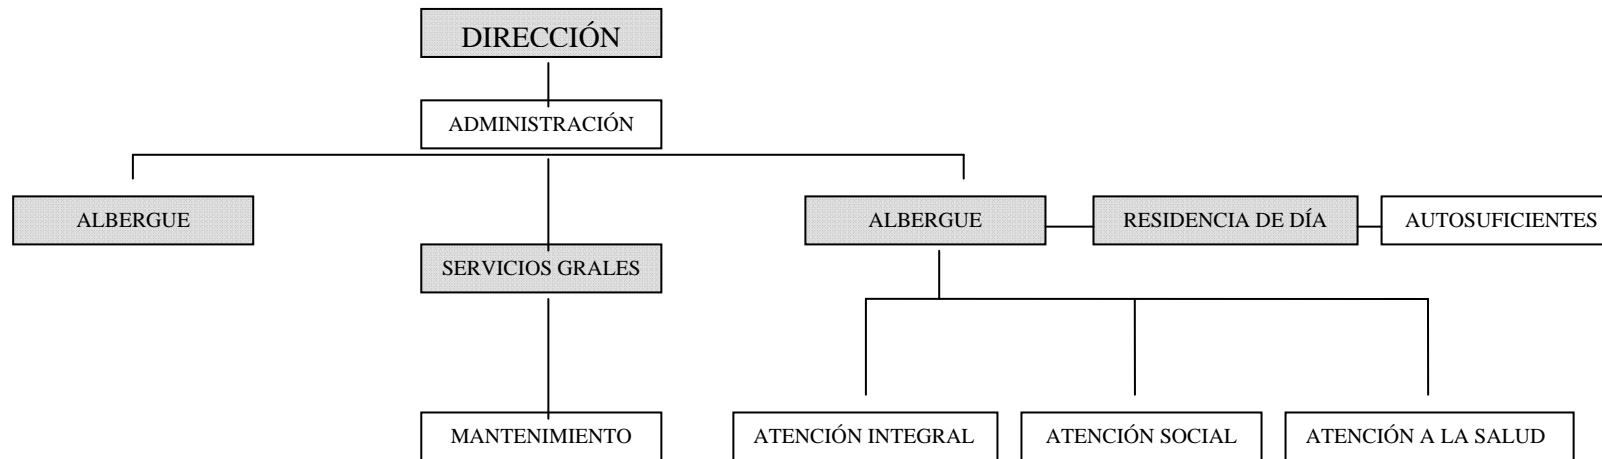 DIRECCIÓN
ADMINISTRACIÓN
ALBERGUE
ALBERGUE
RESIDENCIA DE DÍA
AUTOSUFICIENTES
SERVICIOS GRALES
MANTENIMIENTO
ATENCIÓN INTEGRAL
ATENCIÓN SOCIAL
ATENCIÓN A LA SALUD